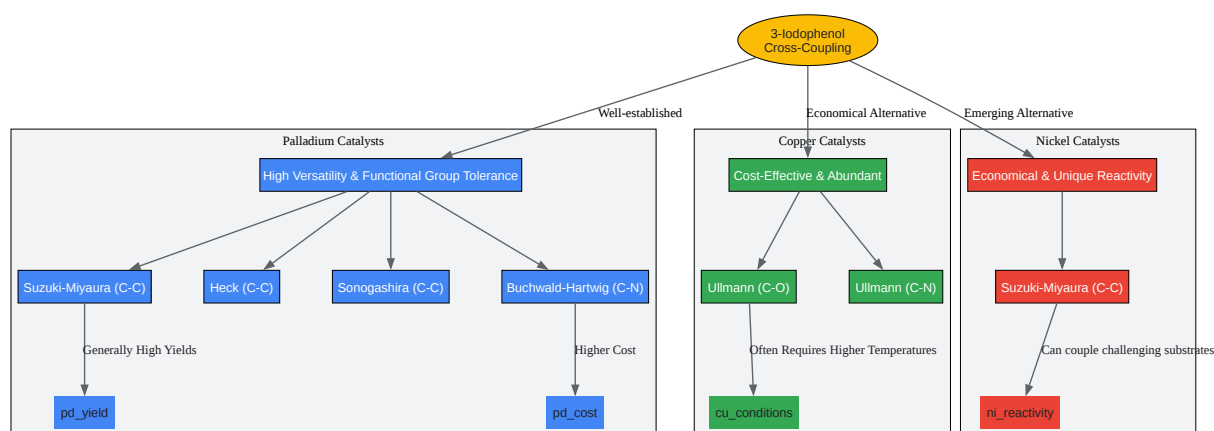 3-Iodophenol
Cross-Coupling
Well-established
Economical Alternative
Emerging Alternative
Palladium Catalysts
Copper Catalysts
Nickel Catalysts
High Versatility & Functional Group Tolerance
Cost-Effective & Abundant
Economical & Unique Reactivity
Suzuki-Miyaura (C-C)
Heck (C-C)
Sonogashira (C-C)
Buchwald-Hartwig (C-N)
Ullmann (C-O)
Ullmann (C-N)
Suzuki-Miyaura (C-C)
Generally High Yields
Higher Cost
Often Requires Higher Temperatures
Can couple challenging substrates
pd_yield
pd_cost
cu_conditions
ni_reactivity